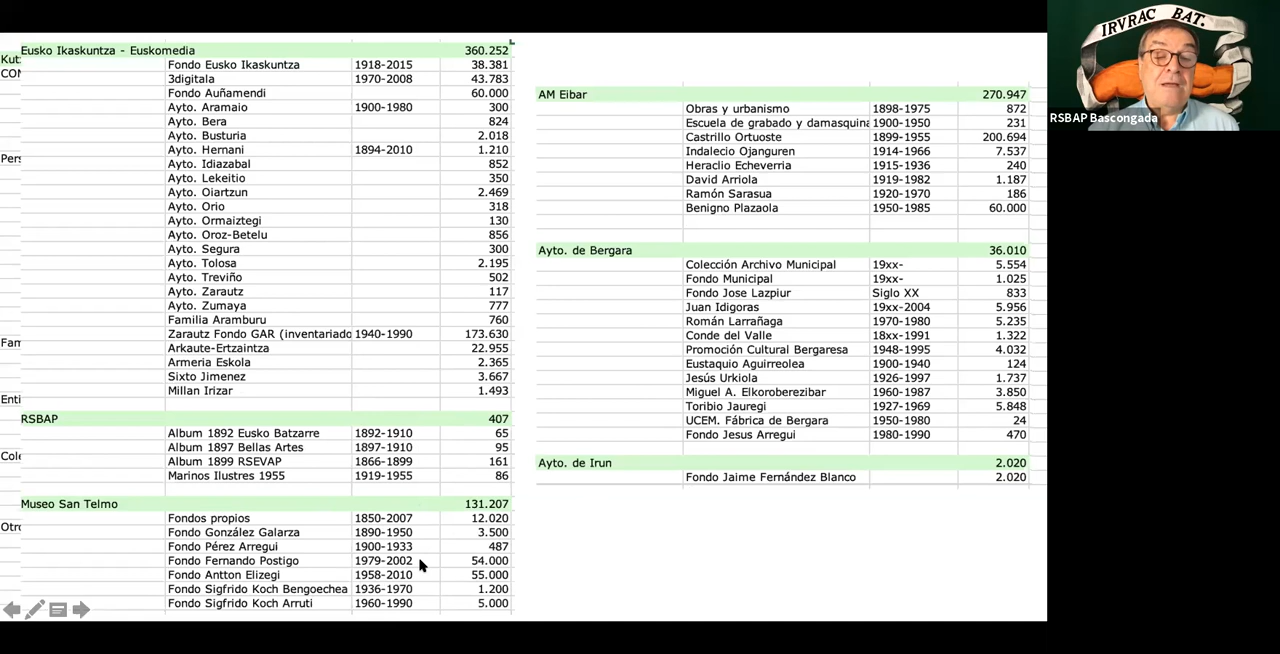 Kut
CON
Pers
Fam
Enti
Cole
Otro
Eusko Ikaskuntza - Euskomedia 360.252
Fondo Eusko Ikaskuntza 1918-2015 38.381
3digitala 1970-2008 43.783
Fondo Auñamendi 60.000
Ayto. Aramaio 1900-1980 300
Ayto. Bera 824
Ayto. Busturia 2.018
Ayto. Hernani 1894-2010 1.210
Ayto. Idiazabal 852
Ayto. Lekeitio 350
Ayto. Oiartzun 2.469
Ayto. Orio 318
Ayto. Ormaiztegi 130
Ayto. Oroz-Betelu 856
Ayto. Segura 300
Ayto. Tolosa 2.195
Ayto. Treviño 502
Ayto. Zarautz 117
Ayto. Zumaya 777
Familia Aramburu 760
Zarautz Fondo GAR (inventariado 1940-1990 173.630
Arkaute-Ertzaintza 22.955
Armeria Eskola 2.365
Sixto Jimenez 3.667
Millan Irizar 1.493
RSBAP 407
Album 1892 Eusko Batzarre 1892-1910 65
Album 1897 Bellas Artes 1897-1910 95
Album 1899 RSEVAP 1866-1899 161
Marinos Ilustres 1955 1919-1955 86
Museo San Telmo 131.207
Fondos propios 1850-2007 12.020
Fondo González Galarza 1890-1950 3.500
Fondo Pérez Arregui 1900-1933 487
Fondo Fernando Postigo 1979-2002 54.000
Fondo Antton Elizegi 1958-2010 55.000
Fondo Sigfrido Koch Bengoechea 1936-1970 1.200
Fondo Sigfrido Koch Arruti 1960-1990 5.000
AM Eibar 270.947
Obras y urbanismo 1898-1975 872
Escuela de grabado y damasquina 1900-1950 231
Castrillo Ortuoste 1899-1955 200.694
Indalecio Ojanguren 1914-1966 7.537
Heraclio Echeverria 1915-1936 240
David Arriola 1919-1982 1.187
Ramón Sarasua 1920-1970 186
Benigno Plazaola 1950-1985 60.000
Ayto. de Bergara 36.010
Colección Archivo Municipal 19xx- 5.554
Fondo Municipal 19xx- 1.025
Fondo Jose Lazpiur Siglo XX 833
Juan Idigoras 19xx-2004 5.956
Román Larrañaga 1970-1980 5.235
Conde del Valle 18xx-1991 1.322
Promoción Cultural Bergaresa 1948-1995 4.032
Eustaquio Aguirreolea 1900-1940 124
Jesús Urkiola 1926-1997 1.737
Miguel A. Elkoroberezibar 1960-1987 3.850
Toribio Jauregi 1927-1969 5.848
UCEM. Fábrica de Bergara 1950-1980 24
Fondo Jesus Arregui 1980-1990 470
Ayto. de Irun 2.020
Fondo Jaime Fernández Blanco 2.020
IRVRAC BAT.
RSBAP Bascongada